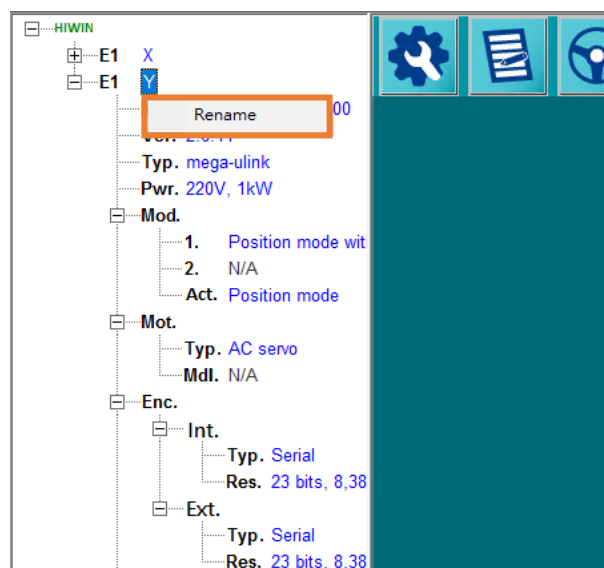 HIWIN
E1 X
E1 Y
Rename
00
Typ. mega-ulink
Pwr. 220V, 1kW
Mod.
1. Position mode wit
2. N/A
Act. Position mode
Mot.
Typ. AC servo
Mdl. N/A
Enc.
Int.
Typ. Serial
Res. 23 bits, 8,38
Ext.
Typ. Serial
Res. 23 bits, 8,38